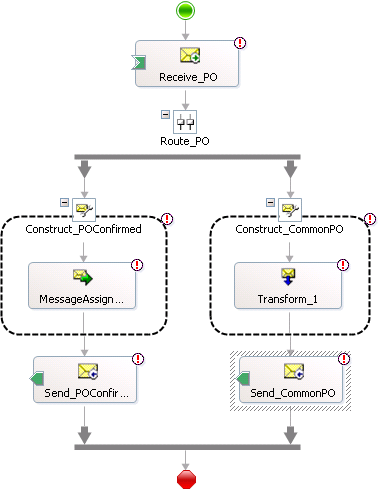 Receive_PO
Route_PO
Construct_POConfirmed
Construct_CommonPO
MessageAssign ...
Transform_1
Send_POConfir ...
Send_CommonPO